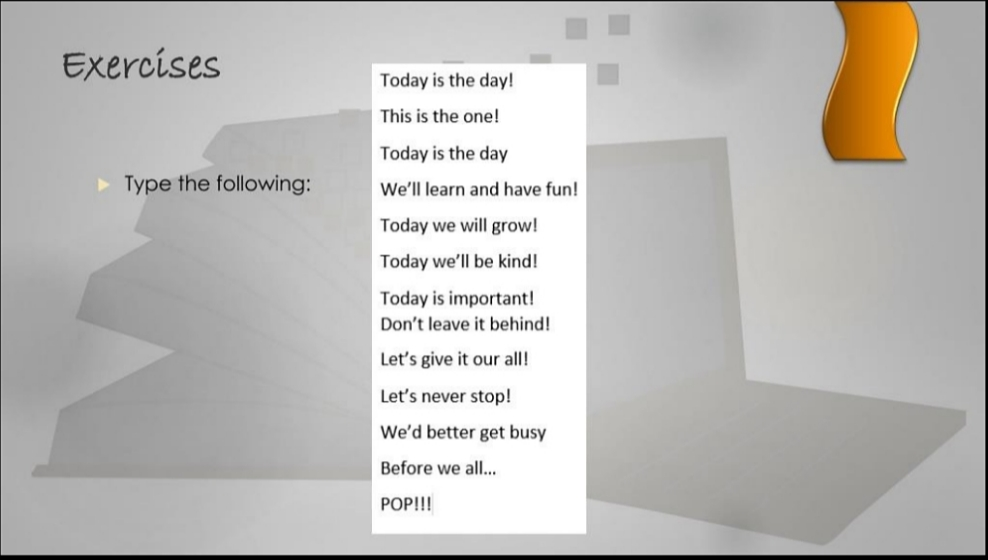 Exercises
Type the following:
Today is the day!
This is the one!
Today is the day
We’ll learn and have fun!
Today we will grow!
Today we’ll be kind!
Today is important!
Don’t leave it behind!
Let’s give it our all!
Let’s never stop!
We’d better get busy
Before we all...
POP!!!